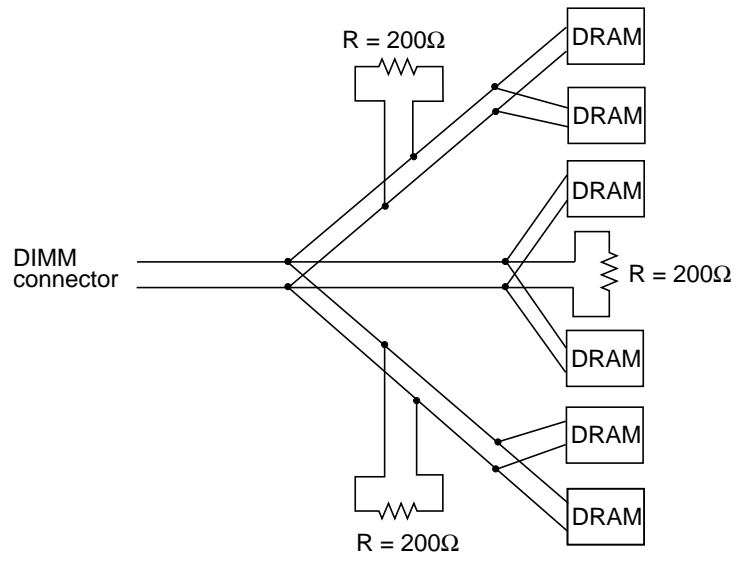 DRAM
R = 200Ω
DRAM
DRAM
DIMM
connector
R = 200Ω
DRAM
DRAM
DRAM
R = 200Ω